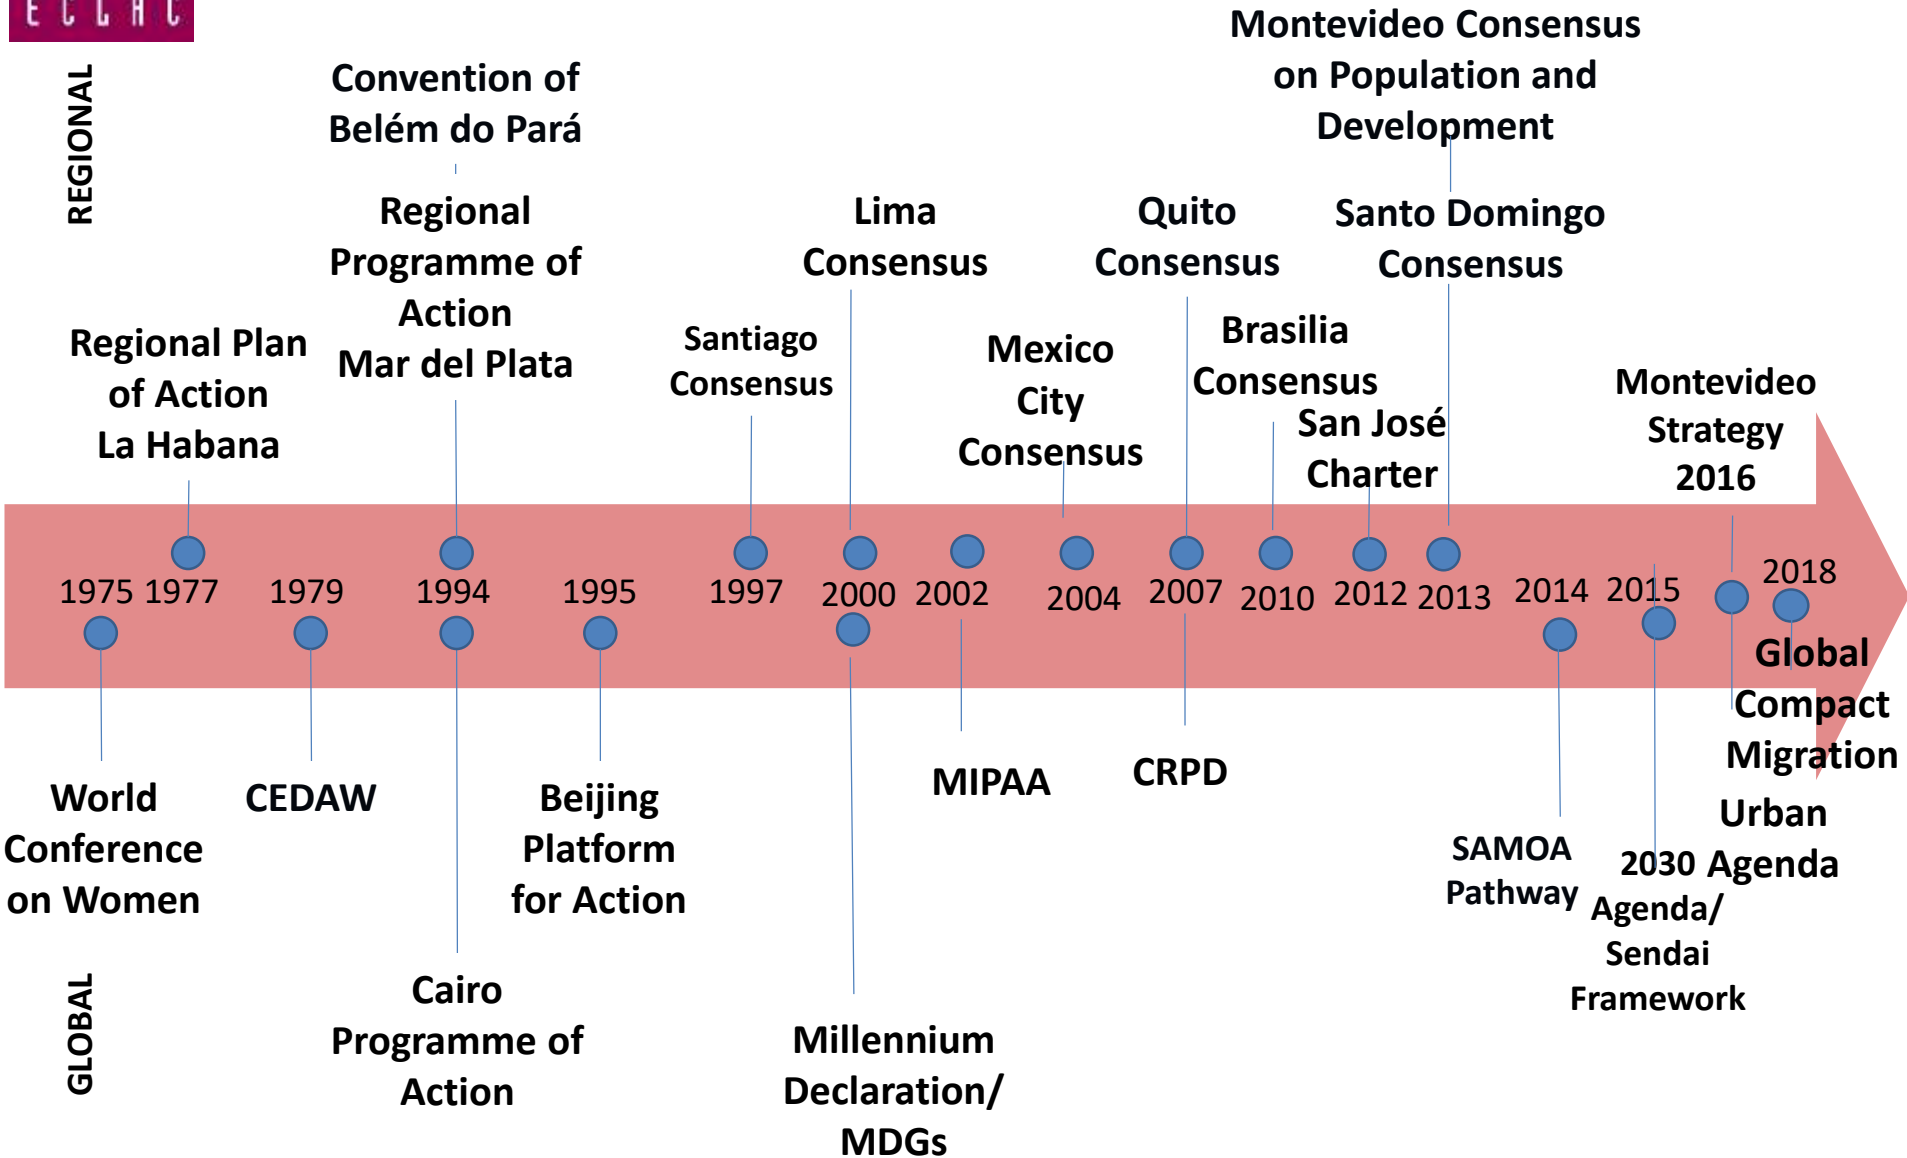 ECLAC
REGIONAL
Convention of
Belém do Pará
Regional
Programme of
Action
Mar del Plata
Regional Plan
of Action
La Habana
Santiago
Consensus
Lima
Consensus
Mexico
City
Consensus
Quito
Consensus
Brasilia
Consensus
San José
Charter
Montevideo Consensus
on Population and
Development
Santo Domingo
Consensus
Montevideo
Strategy
2016
1975 1977 1979 1994 1995 1997 2000 2002 2004 2007 2010 2012 2013 2014 2015 2018
World
Conference
on Women
CEDAW
Cairo
Programme of
Action
Beijing
Platform
for Action
Millennium
Declaration/
MDGs
MIPAA
CRPD
SAMOA
Pathway
2030
Agenda/
Sendai
Framework
Urban
Agenda
Global
Compact
Migration
GLOBAL